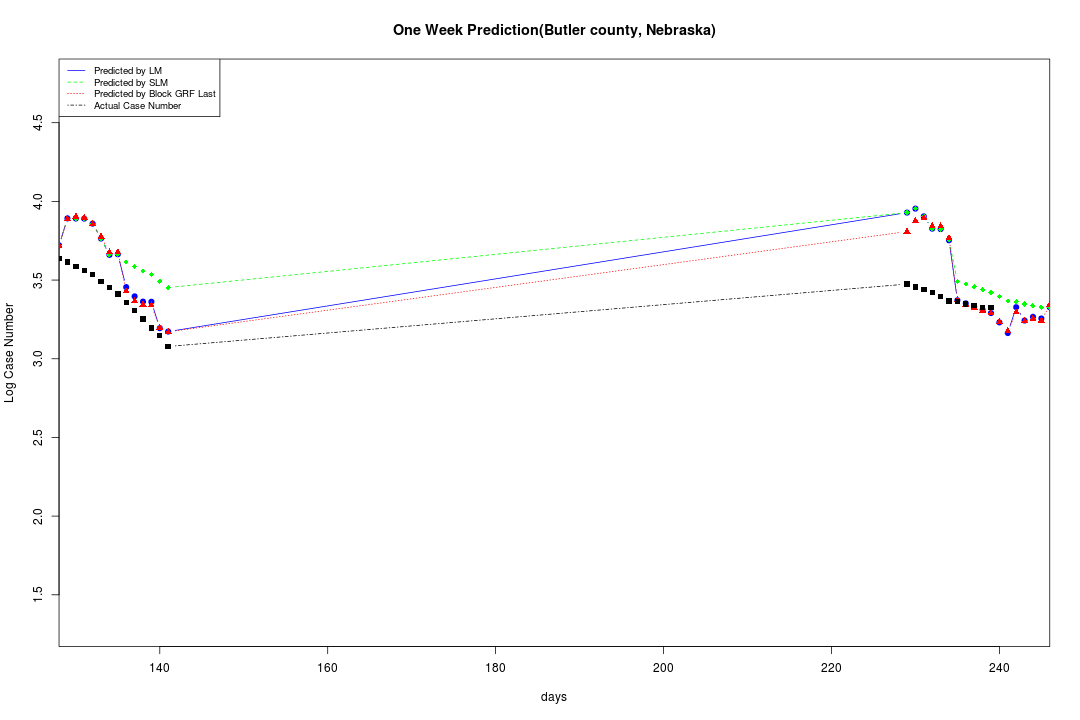 One Week Prediction(Butler county, Nebraska)
Predicted by LM
Predicted by SLM
Predicted by Block GRF Last
Actual Case Number
4.5
4.0
3.5
3.0
2.5
2.0
1.5
Log Case Number
140
160
180
200
220
240
days